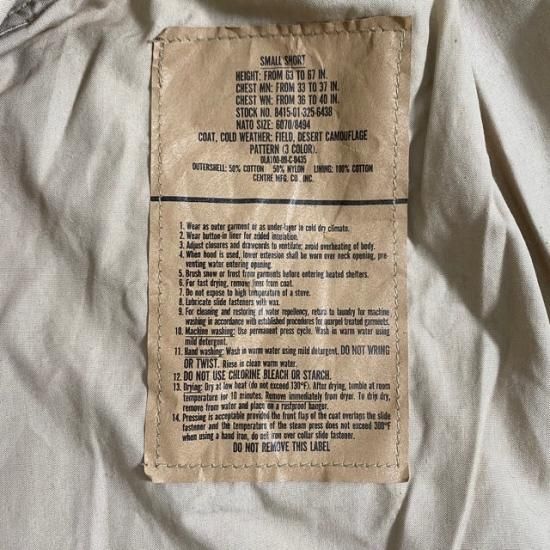 SMALL SHORT
HEIGHT: FROM 63 TO 67 IN.
CHEST MN: FROM 33 TO 37 IN.
CHEST WN: FROM 36 TO 40 IN.
STOCK NO. 8415-01-325-6438
NATO SIZE: 6070/8494
COAT, COLD WEATHER: FIELD, DESERT CAMOUFLAGE
PATTERN (3 COLOR).
DLA100-89-C-0435
OUTERSHELL: 50% COTTON 50% NYLON LINING: 100% COTTON
CENTRE MFG. CO., INC.
1. Wear as outer garment or as under-layer in cold dry climate.
2. Wear button-in liner for added insulation.
3. Adjust closures and drawcords to ventilate; avoid overheating of body.
4. When hood is used, lower extension shall be worn over neck opening, pre-
venting water entering opening.
5. Brush snow or frost from garments before entering heated shelters.
6. For fast drying, remove liner from coat.
7. Do not expose to high temperature of a stove.
8. Lubricate slide fasteners with wax.
9. For cleaning and restoring of water repellency, return to laundry for machine
washing in accordance with established procedures for quarpel treated garments.
10. Machine washing: Use permanent press cycle. Wash in warm water using
mild detergent.
11. Hand washing: Wash in warm water using mild detergent. DO NOT WRING
OR TWIST. Rinse in clean warm water.
12. DO NOT USE CHLORINE BLEACH OR STARCH.
13. Drying: Dry at low heat (do not exceed 130°F). After drying, tumble at room
temperature for 10 minutes. Remove immediately from dryer. To drip dry,
remove from water and place on a rustproof hanger.
14. Pressing is acceptable provided the front flap of the coat overlaps the slide
fastener and the temperature of the steam press does not exceed 300°F
when using a hand iron, do not iron over collar slide fastener.
DO NOT REMOVE THIS LABEL